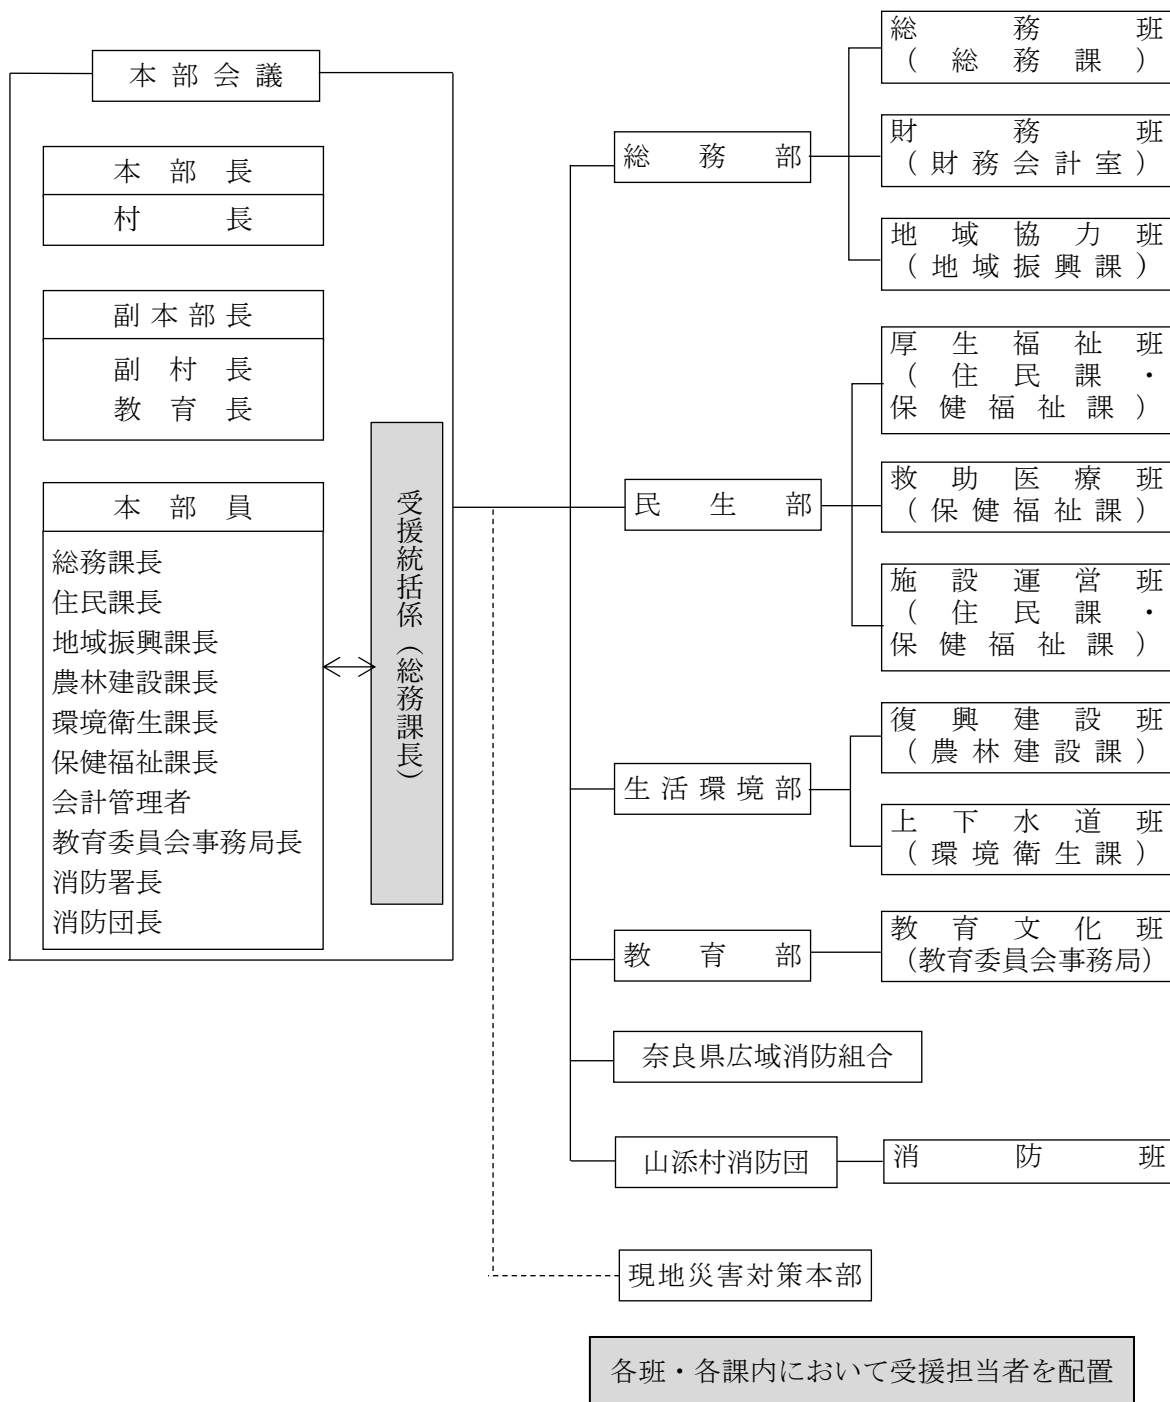 本部会議
本部長
村長
副本部長
副村長
教育長
本部員
総務課長
住民課長
地域振興課長
農林建設課長
環境衛生課長
保健福祉課長
会計管理者
教育委員会事務局長
消防署長
消防団長
受援統括係（総務課長）
総務部
総務班
（総務課）
財務班
（財務会計室）
地域協力班
（地域振興課）
民生部
厚生福祉班
（住民課・
保健福祉課）
救助医療班
（保健福祉課）
施設運営班
（住民課・
保健福祉課）
生活環境部
復興建設班
（農林建設課）
上下水道班
（環境衛生課）
教育部
教育文化班
（教育委員会事務局）
奈良県広域消防組合
山添村消防団
消防班
現地災害対策本部
各班・各課内において受援担当者を配置